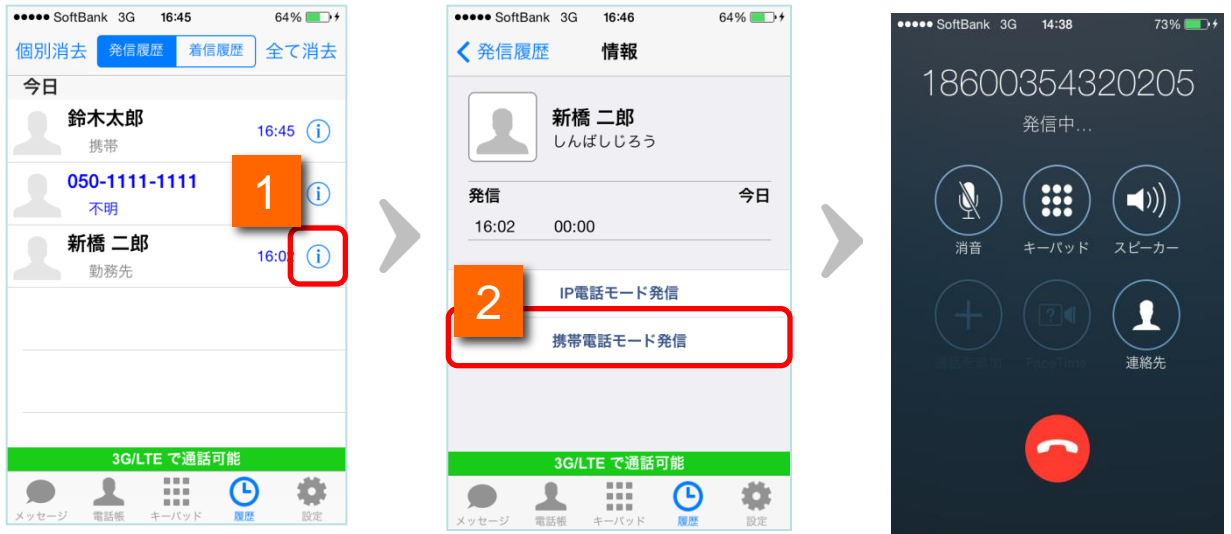 SoftBank 3G 16:45 64%
個別消去 発信履歴 着信履歴 全て消去
今日
鈴木太郎
携帯
16:45
050-1111-1111
不明
1
新橋 二郎
勤務先
16:02
3G/LTE で通話可能
メッセージ 電話帳 キーパッド 履歴 設定
SoftBank 3G 16:46 64%
発信履歴 情報
新橋 二郎
しんばしじろう
発信 今日
16:02 00:00
IP電話モード発信
2
携帯電話モード発信
3G/LTE で通話可能
メッセージ 電話帳 キーパッド 履歴 設定
SoftBank 3G 14:38 73%
18600354320205
発信中...
消音 キーパッド スピーカー
通話を追加 FaceTime 連絡先